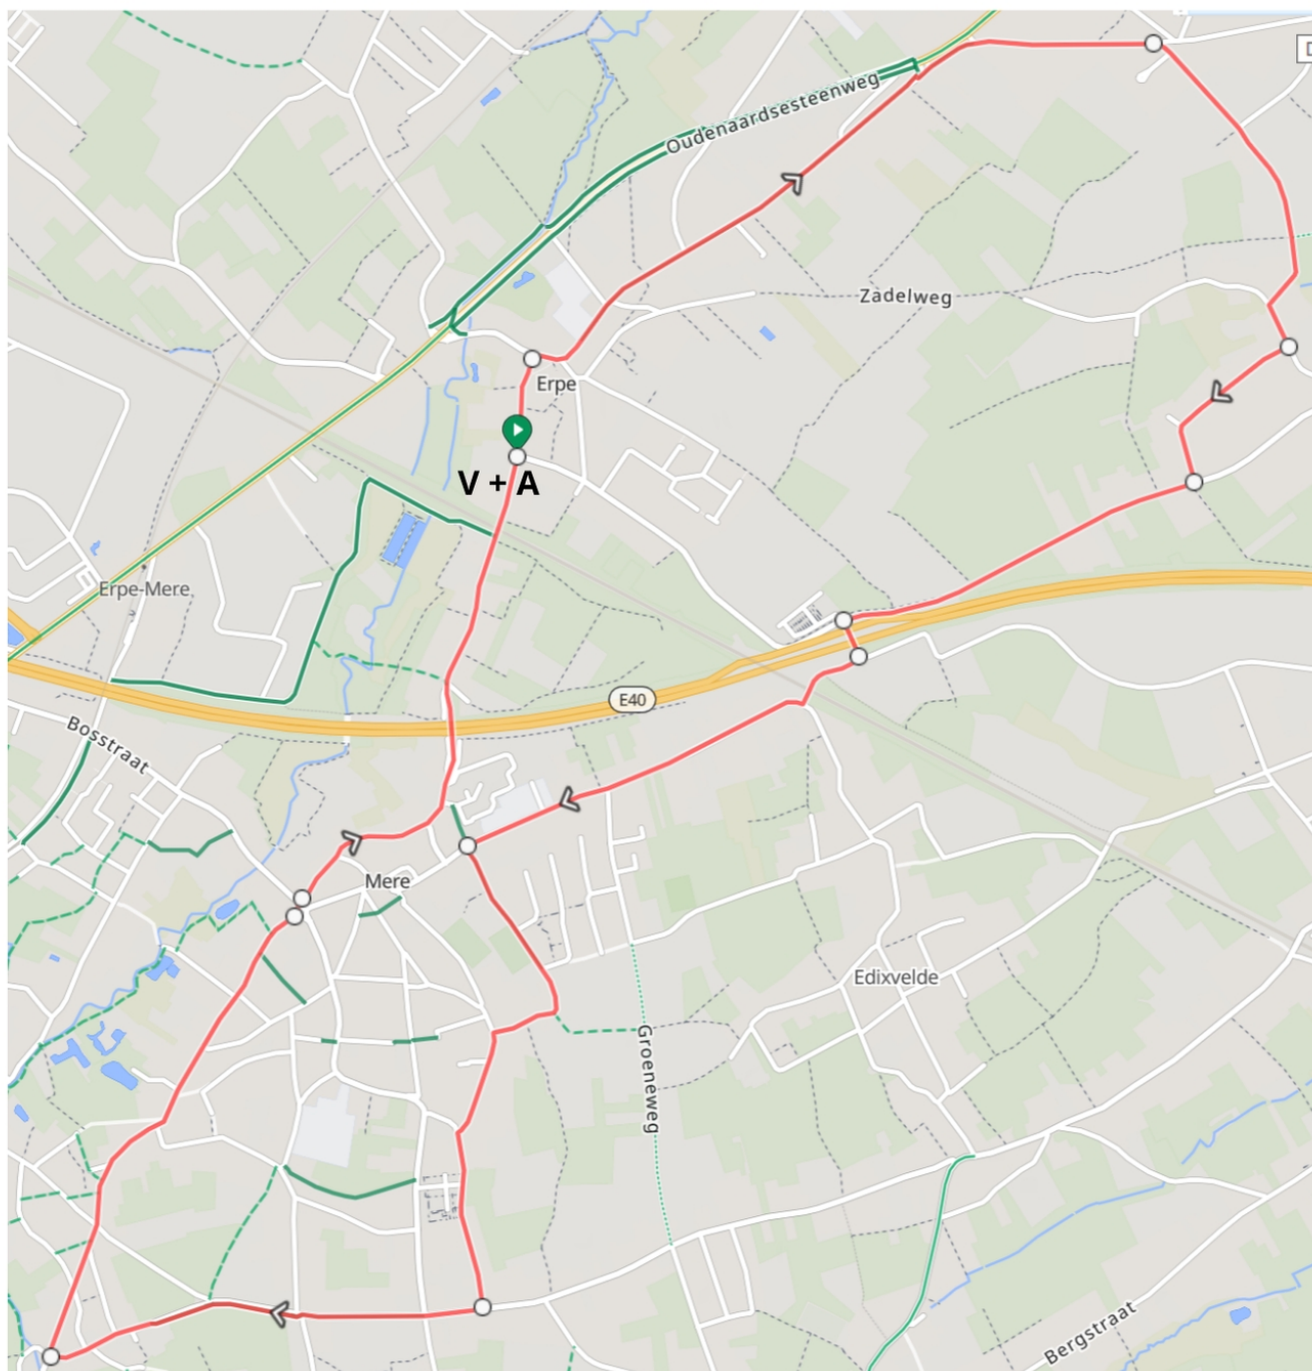 D
Oudenaardsesteenweg
Zadelweg
Erpe
V + A
Erpe-Mere
E40
Bosstraat
Mere
Edixvelde
Groeneweg
Bergstraat